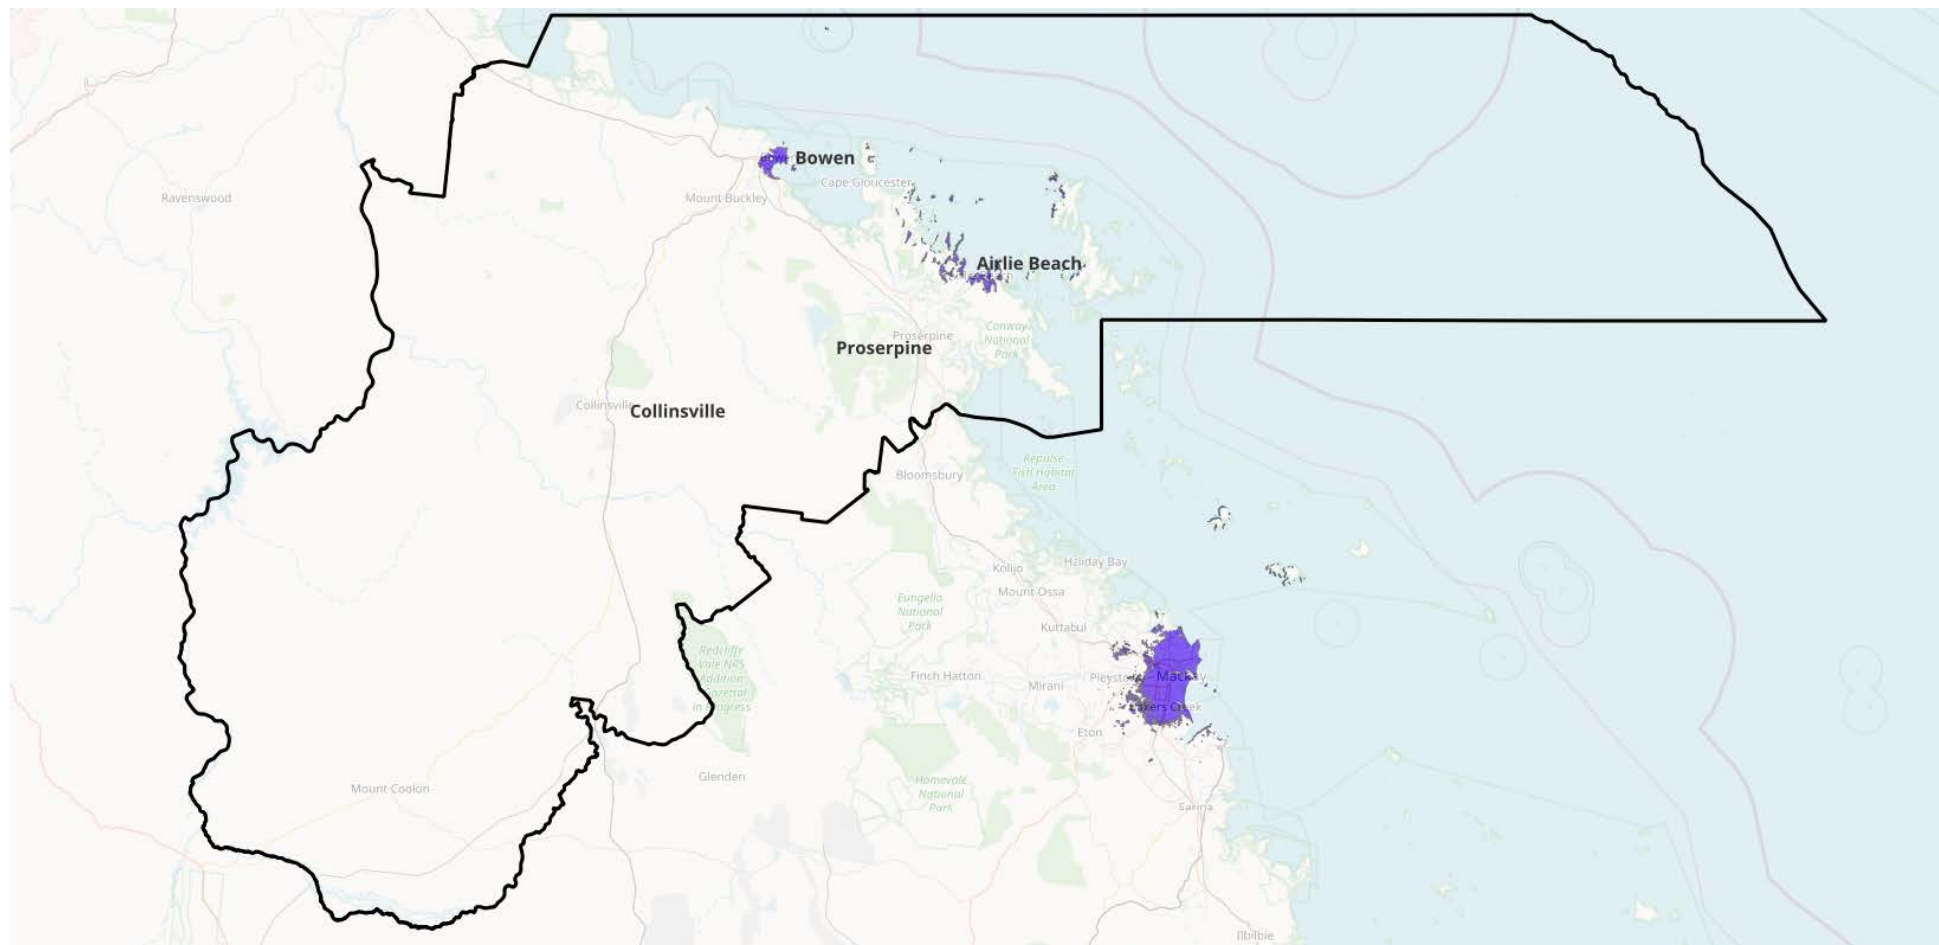 Bowen
Cape Gloucester
Ravenswood
Mount Buckley
Airlie Beach
Conway
National
Park
Proserpine
Proserpine
Collinsville
Collinsville
Repulse
Fish Habitat
Area
Bloomsbury
Holiday Bay
Kolijo
Mount Ossa
Eungella
National
Park
Kuttabul
Redcliffe
Vale NRS
Addition
Gazettal
in Progress
Finch Hatton
Mirani
Mackay
Eton
Glenden
Mount Coolon
Homevale
National
Park
Sarina
Ilbilbie